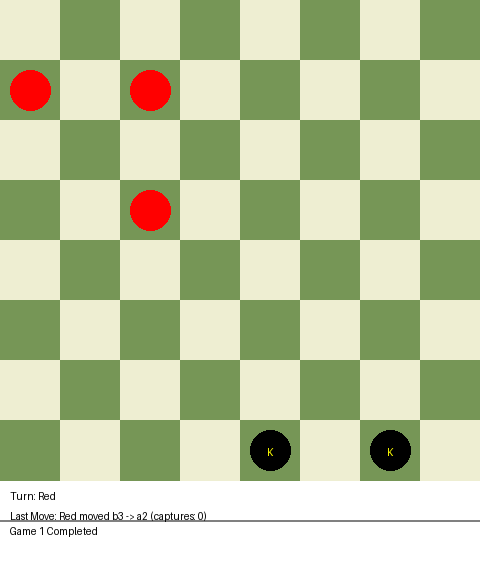 K K
Turn: Red
Last Move: Red moved b3 -> a2 (captures: 0)
Game 1 Completed